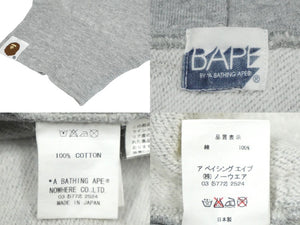 BAPE
BY A BATHING APE®
100% COTTON
"A BATHING APE"
NOWHERE CO.,LTD.
03 5772 2524
MADE IN JAPAN
品質表示
綿 100%
ア ベイシング エイプ
(株) ノーウエア
03 5772 2524
日本製